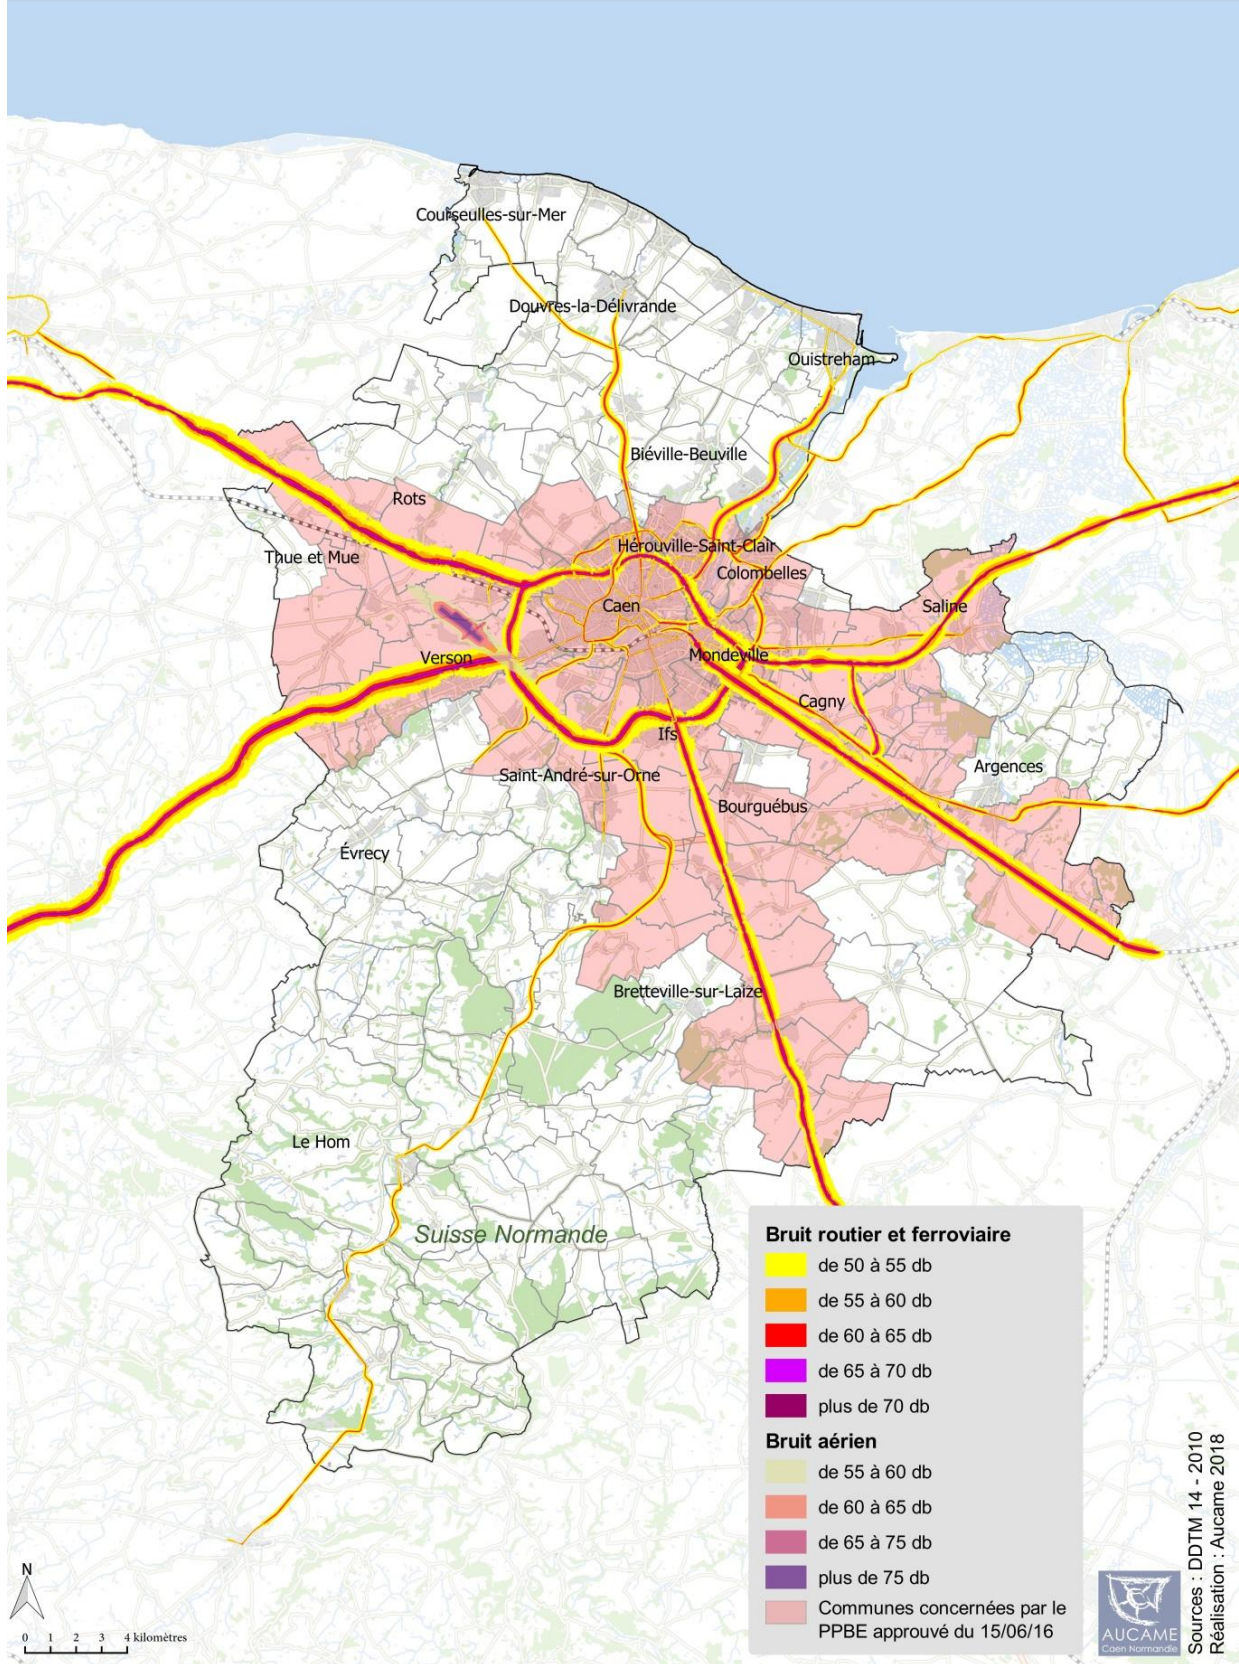 Courseulles-sur-Mer
Douvres-la-Délivrande
Ouistreham
Biéville-Beuville
Rots
Hérouville-Saint-Clair
Thue et Mue
Colombelles
Caen
Saline
Verson
Mondeville
Cagny
Ifs
Argences
Saint-André-sur-Orne
Bourguébus
Évrecy
Bretteville-sur-Laize
Le Hom
Suisse Normande
Bruit routier et ferroviaire
de 50 à 55 db
de 55 à 60 db
de 60 à 65 db
de 65 à 70 db
plus de 70 db
Bruit aérien
de 55 à 60 db
de 60 à 65 db
de 65 à 75 db
plus de 75 db
Communes concernées par le
PPBE approuvé du 15/06/16
N
0 1 2 3 4 kilomètres
AUCAME
Caen Normandie
Sources : DDTM 14 - 2010
Réalisation : Aucame 2018